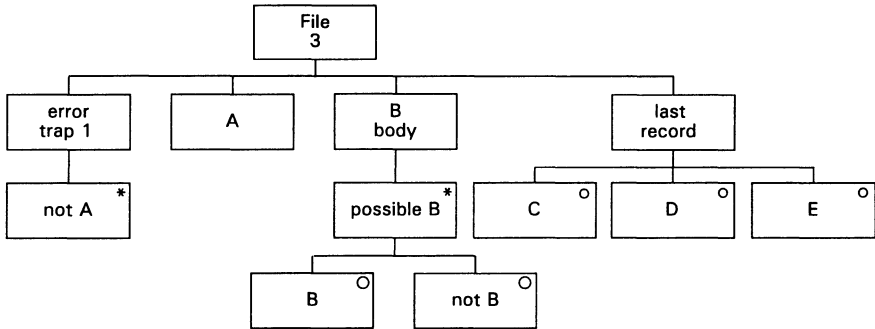 File
3
error
trap 1
A
B
body
last
record
not A *
possible B *
C O
D O
E O
B O
not B O